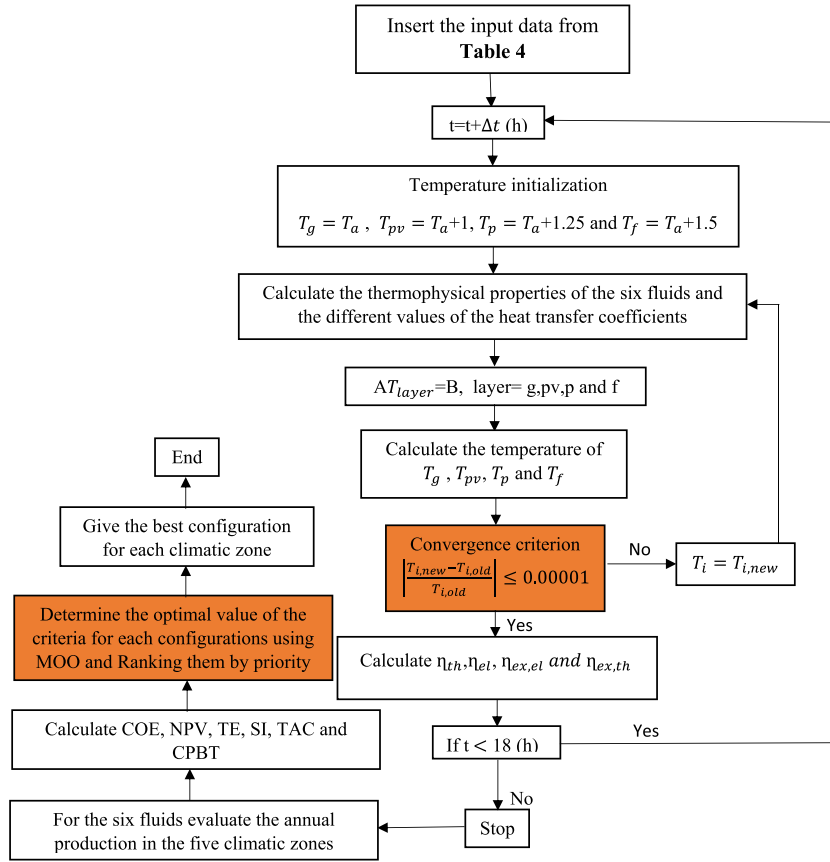 Insert the input data from
Table 4
t=t+Δt (h)
Temperature initialization
T_g = T_a , T_pv = T_a+1, T_p = T_a+1.25 and T_f = T_a+1.5
Calculate the thermophysical properties of the six fluids and
the different values of the heat transfer coefficients
AT_layer=B, layer= g,pv,p and f
Calculate the temperature of
T_g , T_pv, T_p and T_f
Convergence criterion
|(T_i,new−T_i,old)/T_i,old| ≤ 0.00001
No
T_i = T_i,new
Yes
Calculate η_th,η_el, η_ex,el and η_ex,th
If t < 18 (h)
Yes
No
Stop
For the six fluids evaluate the annual
production in the five climatic zones
Calculate COE, NPV, TE, SI, TAC and
CPBT
Determine the optimal value of the
criteria for each configurations using
MOO and Ranking them by priority
Give the best configuration
for each climatic zone
End